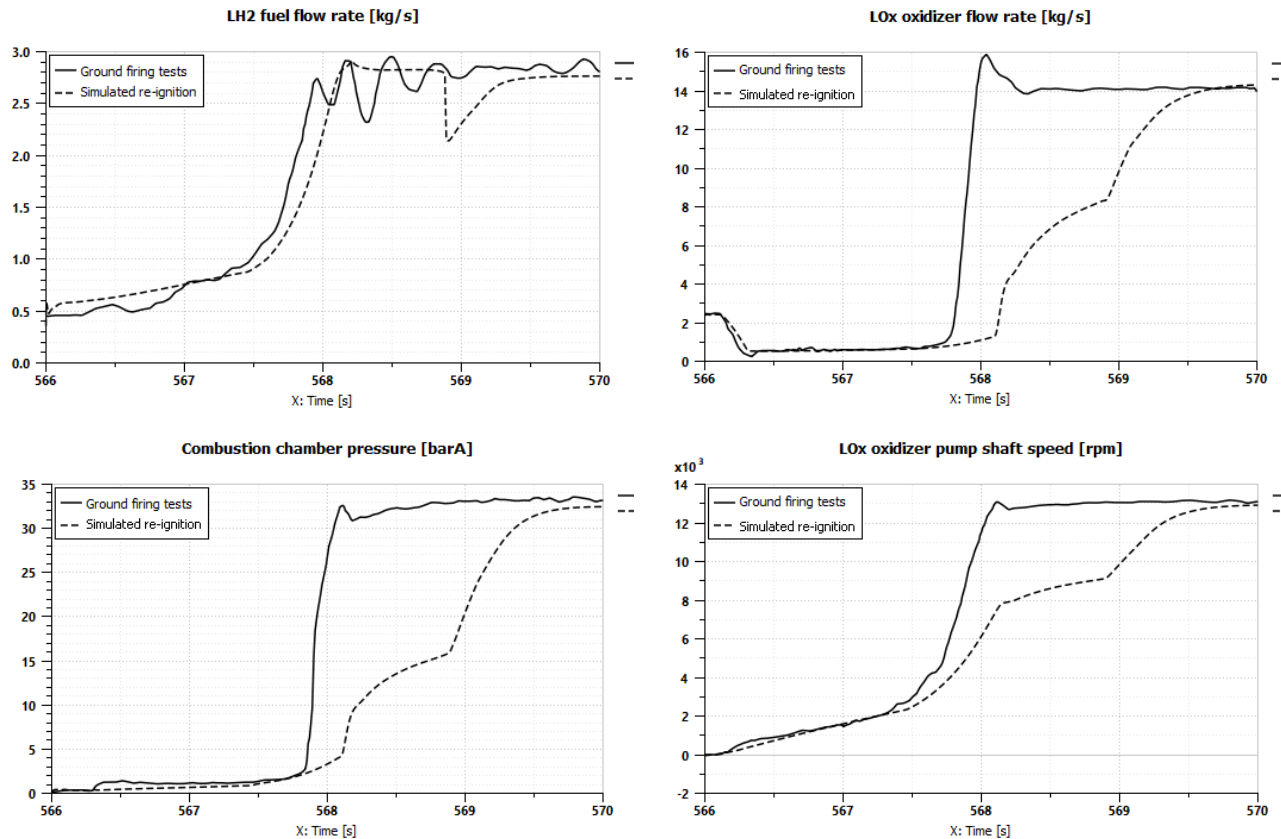 LH2 fuel flow rate [kg/s]
3.0
2.5
2.0
1.5
1.0
0.5
0.0
Ground firing tests
Simulated re-ignition
566 567 568 569 570
X: Time [s]
LOx oxidizer flow rate [kg/s]
16
14
12
10
8
6
4
2
0
Ground firing tests
Simulated re-ignition
566 567 568 569 570
X: Time [s]
Combustion chamber pressure [barA]
35
30
25
20
15
10
5
0
Ground firing tests
Simulated re-ignition
566 567 568 569 570
X: Time [s]
LOx oxidizer pump shaft speed [rpm]
x10 3
14
12
10
8
6
4
2
0
-2
Ground firing tests
Simulated re-ignition
566 567 568 569 570
X: Time [s]